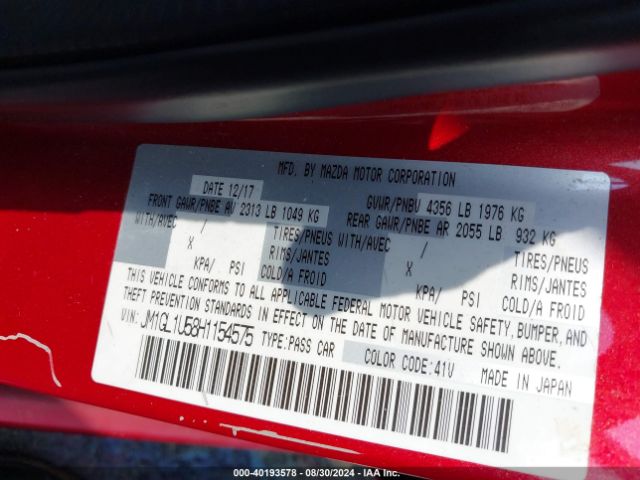 MFD. BY MAZDA MOTOR CORPORATION
DATE 12/17 GVWR/PNBV 4356 LB 1976 KG
FRONT GAWR/PNBE AV 2313 LB 1049 KG REAR GAWR/PNBE AR 2055 LB 932 KG
WITH/AVEC / TIRES/PNEUS WITH/AVEC / TIRES/PNEUS
X RIMS/JANTES X RIMS/JANTES
KPA/ PSI COLD/A FROID KPA/ PSI COLD/A FROID
THIS VEHICLE CONFORMS TO ALL APPLICABLE FEDERAL MOTOR VEHICLE SAFETY, BUMPER, AND
THEFT PREVENTION STANDARDS IN EFFECT ON THE DATE OF MANUFACTURE SHOWN ABOVE.
VIN: JM1GL1U58H1154575 TYPE:PASS CAR COLOR CODE:41V MADE IN JAPAN
000-40193578 — 08/30/2024 — IAA Inc.